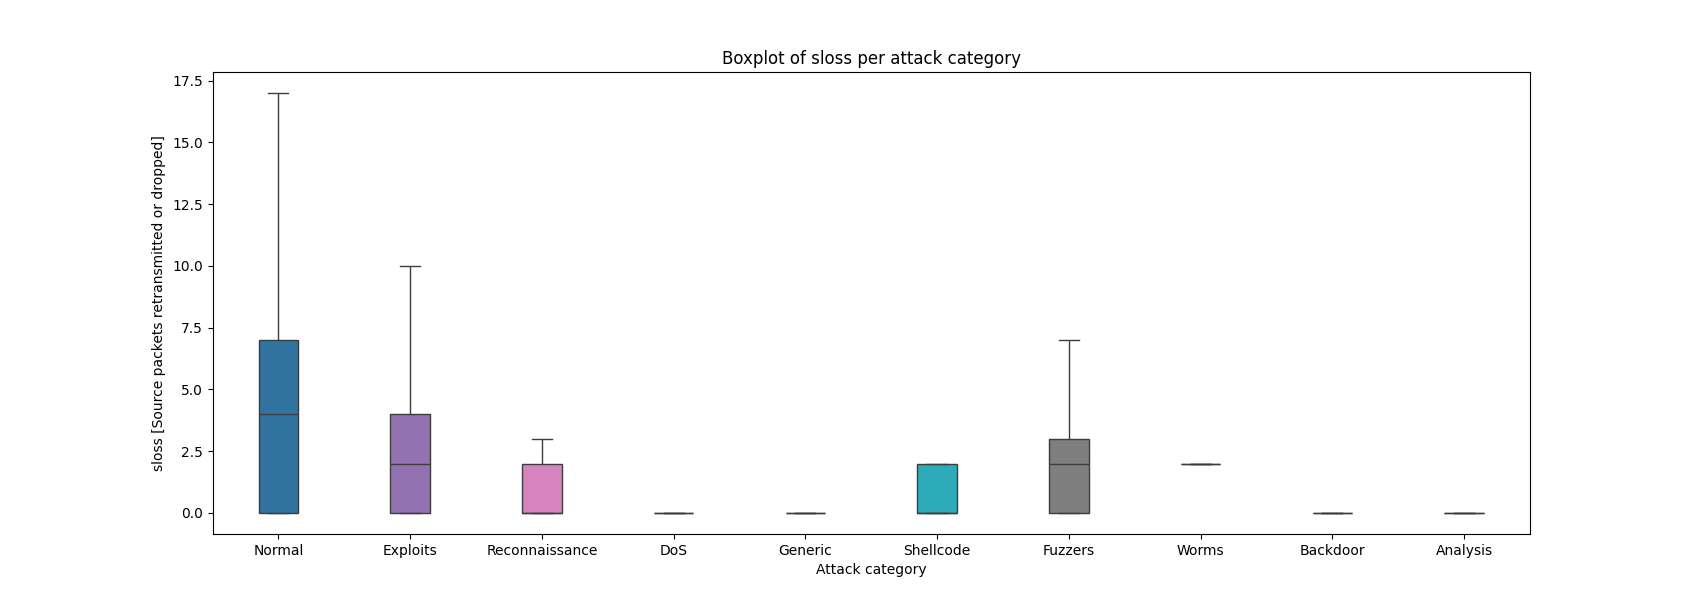 Boxplot of sloss per attack category
sloss [Source packets retransmitted or dropped]
17.5
15.0
12.5
10.0
7.5
5.0
2.5
0.0
Normal Exploits Reconnaissance DoS Generic Shellcode Fuzzers Worms Backdoor Analysis
Attack category